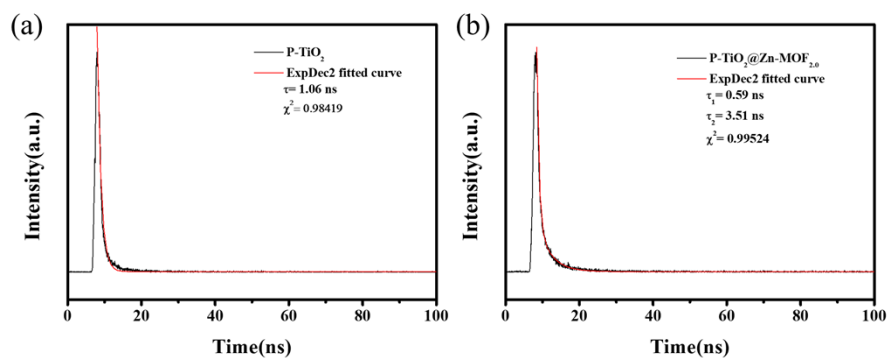 (a)
P-TiO₂
ExpDec2 fitted curve
τ= 1.06 ns
χ²= 0.98419
Intensity(a.u.)
0
20
40
60
80
100
Time(ns)
(b)
P-TiO₂@Zn-MOF₂.₀
ExpDec2 fitted curve
τ₁= 0.59 ns
τ₂= 3.51 ns
χ²= 0.99524
Intensity(a.u.)
0
20
40
60
80
100
Time(ns)